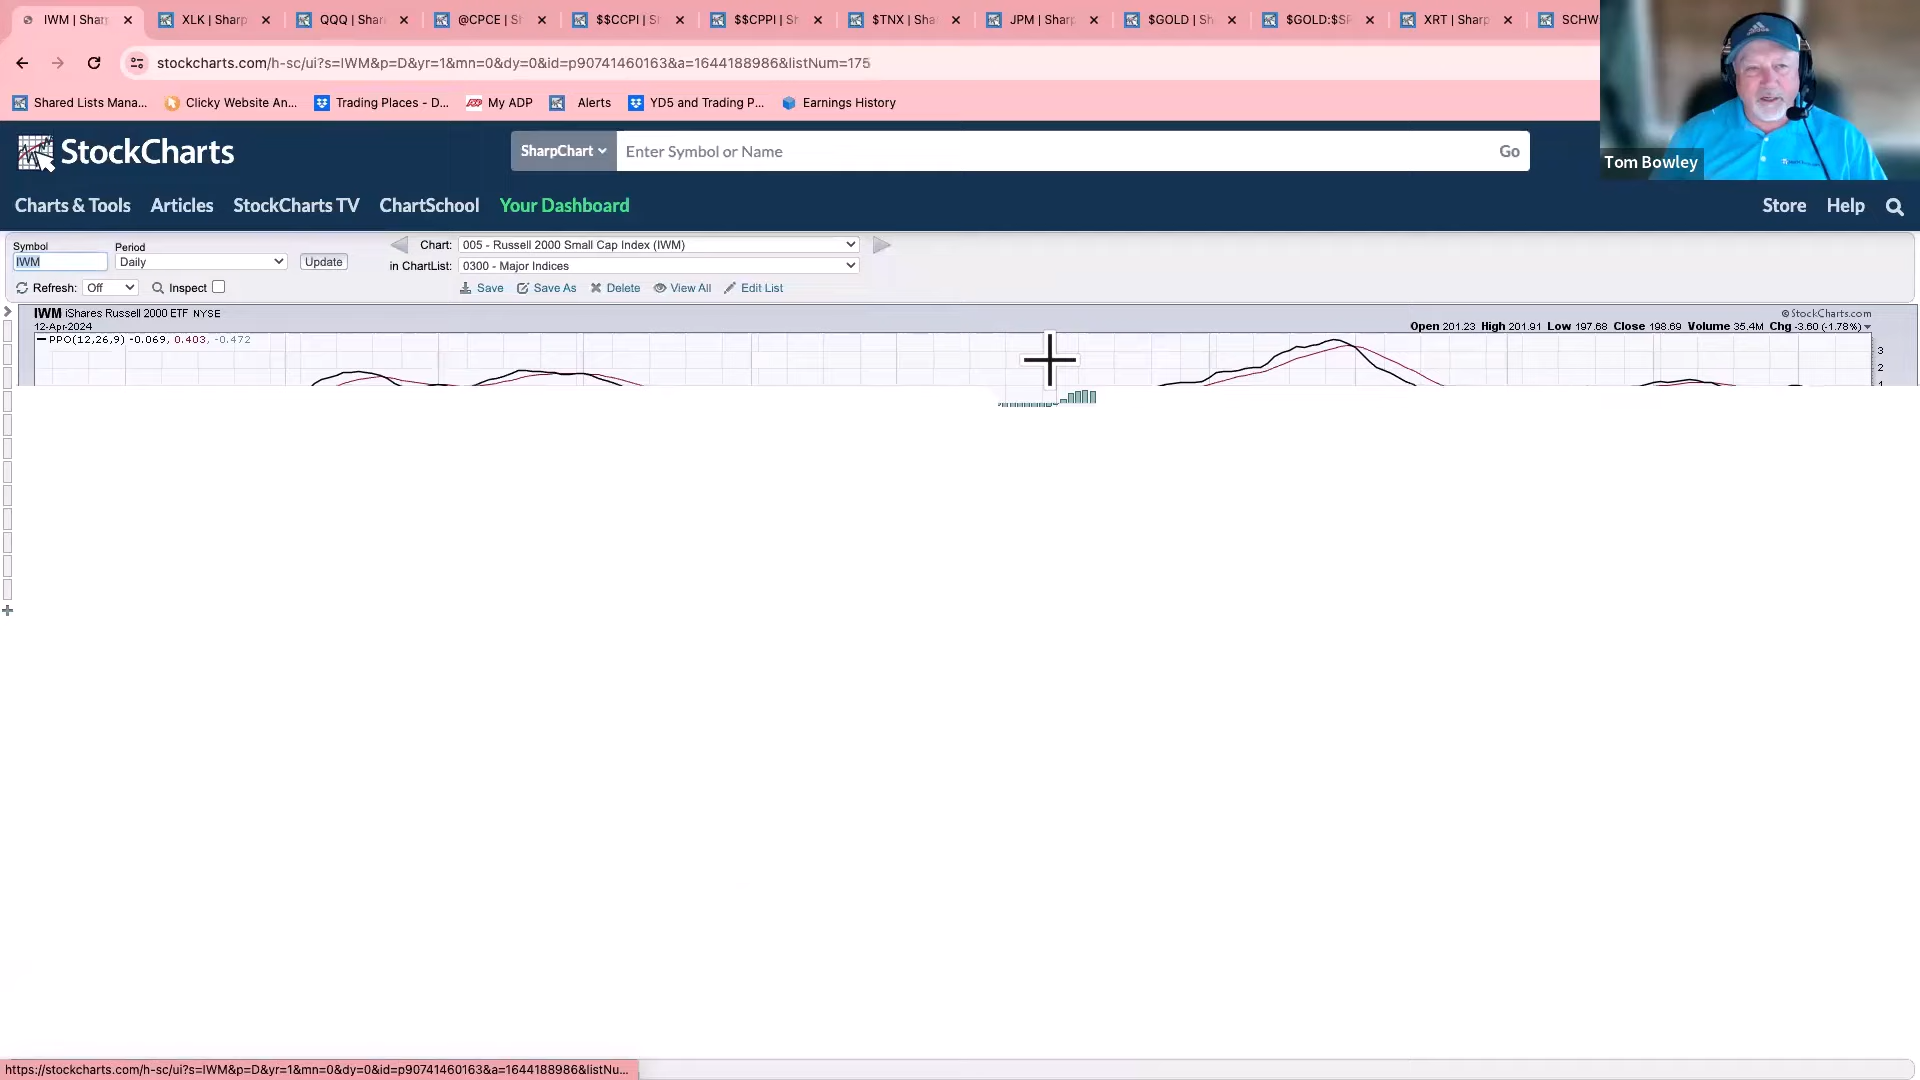 IWM | Sharp
XLK | Sharp
QQQ | Shar
@CPCE | S
$$CCPI | S
$$CPPI | Sh
$TNX | Sha
JPM | Sharp
$GOLD | Sh
$GOLD:$SP
XRT | Sharp
SCHW
stockcharts.com/h-sc/ui?s=IWM&p=D&yr=1&mn=0&dy=0&id=p90741460163&a=1644188986&listNum=175
Shared Lists Mana...
Clicky Website An...
Trading Places - D...
My ADP
Alerts
YD5 and Trading P...
Earnings History
StockCharts
SharpChart
Enter Symbol or Name
Go
Tom Bowley
Charts & Tools
Articles
StockCharts TV
ChartSchool
Your Dashboard
Store
Help
Symbol
Period
Chart:
005 - Russell 2000 Small Cap Index (IWM)
IWM
Daily
Update
in ChartList:
0300 - Major Indices
Refresh:
Off
Inspect
Save
Save As
Delete
View All
Edit List
IWM iShares Russell 2000 ETF NYSE
© StockCharts.com
12-Apr-2024
Open 201.23 High 201.91 Low 197.68 Close 198.69 Volume 35.4M Chg -3.60 (-1.78%)
PPO(12,26,9) -0.069, 0.403, -0.472
3
2
1
https://stockcharts.com/h-sc/ui?s=IWM&p=D&yr=1&mn=0&dy=0&id=p90741460163&a=1644188986&listNu...